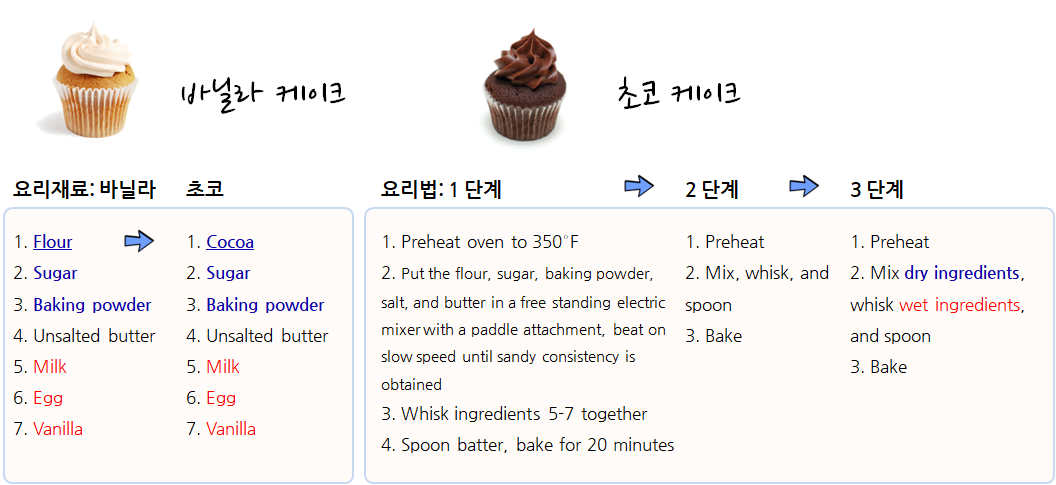 바닐라 케이크
초코 케이크
요리재료: 바닐라
초코
1. Flour
2. Sugar
3. Baking powder
4. Unsalted butter
5. Milk
6. Egg
7. Vanilla
1. Cocoa
2. Sugar
3. Baking powder
4. Unsalted butter
5. Milk
6. Egg
7. Vanilla
요리법: 1 단계
2 단계
3 단계
1. Preheat oven to 350°F
2. Put the flour, sugar, baking powder,
salt, and butter in a free standing electric
mixer with a paddle attachment, beat on
slow speed until sandy consistency is
obtained
3. Whisk ingredients 5-7 together
4. Spoon batter, bake for 20 minutes
1. Preheat
2. Mix, whisk, and
spoon
3. Bake
1. Preheat
2. Mix dry ingredients,
whisk wet ingredients,
and spoon
3. Bake